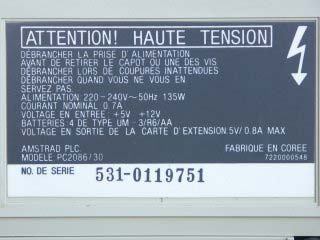 ATTENTION! HAUTE TENSION
DÉBRANCHER LA PRISE D'ALIMENTATION
AVANT DE RETIRER LE CAPOT OU UNE DES VIS
DÉBRANCHER LORS DE COUPURES INATTENDUES
DÉBRANCHER QUAND VOUS NE VOUS EN
SERVEZ PAS.
ALIMENTATION 220-240V~50Hz 135W
COURANT NOMINAL 0.7A
VOLTAGE EN ENTREE: +5V +12V
BATTERIES: 4 DE TYPE UM-3/R6/AA
VOLTAGE EN SORTIE DE LA CARTE D'EXTENSION 5V/0.8A MAX
AMSTRAD PLC. FABRIQUE EN COREE
MODELE PC2086/30 7220000548
NO. DE SERIE 531-0119751